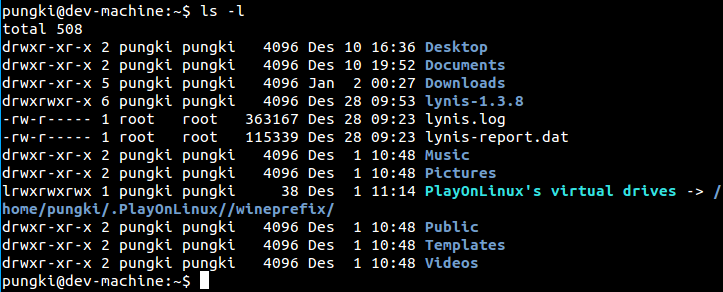 pungki@dev-machine:~$ ls -l
total 508
drwxr-xr-x 2 pungki pungki   4096 Des 10 16:36 Desktop
drwxr-xr-x 2 pungki pungki   4096 Des 10 19:52 Documents
drwxr-xr-x 5 pungki pungki   4096 Jan  2 00:27 Downloads
drwxrwxr-x 6 pungki pungki   4096 Des 28 09:53 lynis-1.3.8
-rw-r----- 1 root   root   363167 Des 28 09:23 lynis.log
-rw-r----- 1 root   root   115339 Des 28 09:23 lynis-report.dat
drwxr-xr-x 2 pungki pungki   4096 Des  1 10:48 Music
drwxr-xr-x 2 pungki pungki   4096 Des  1 10:48 Pictures
lrwxrwxrwx 1 pungki pungki     38 Des  1 11:14 PlayOnLinux's virtual drives -> /
home/pungki/.PlayOnLinux//wineprefix/
drwxr-xr-x 2 pungki pungki   4096 Des  1 10:48 Public
drwxr-xr-x 2 pungki pungki   4096 Des  1 10:48 Templates
drwxr-xr-x 2 pungki pungki   4096 Des  1 10:48 Videos
pungki@dev-machine:~$